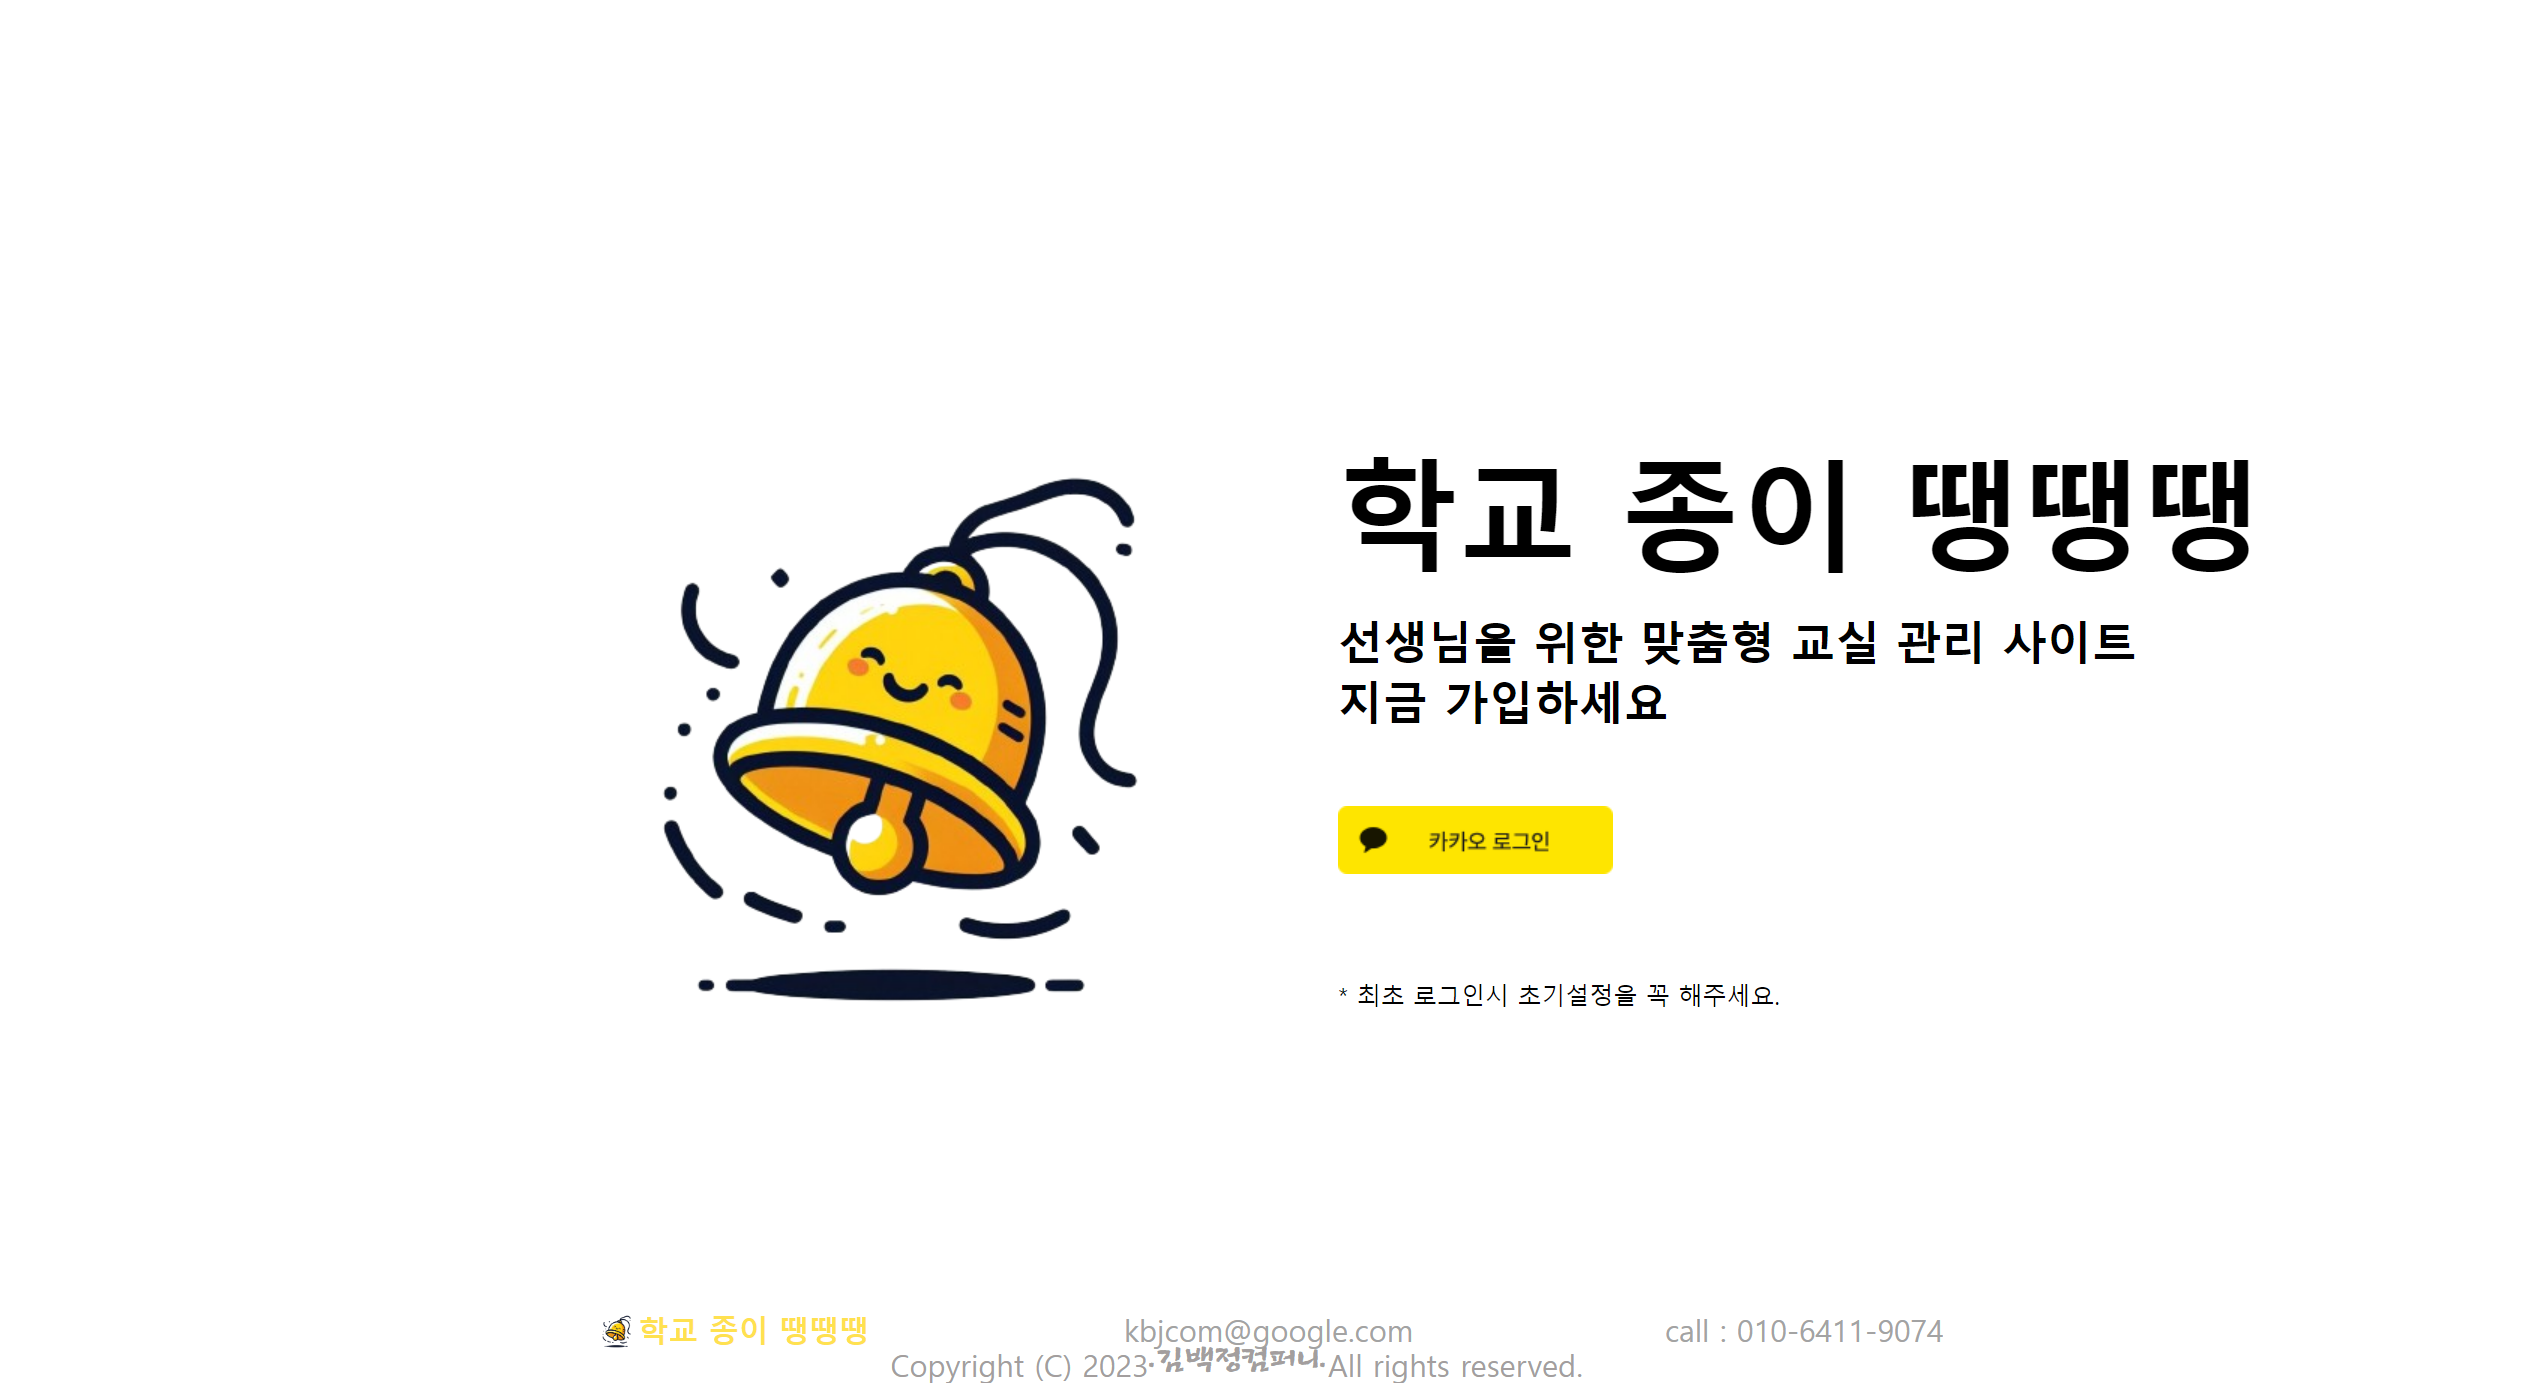 학교 종이 땡땡땡
선생님을 위한 맞춤형 교실 관리 사이트
지금 가입하세요
카카오 로그인
* 최초 로그인시 초기설정을 꼭 해주세요.
학교 종이 땡땡땡
kbjcom@google.com
call : 010-6411-9074
Copyright (C) 2023.김백정컴퍼니.All rights reserved.